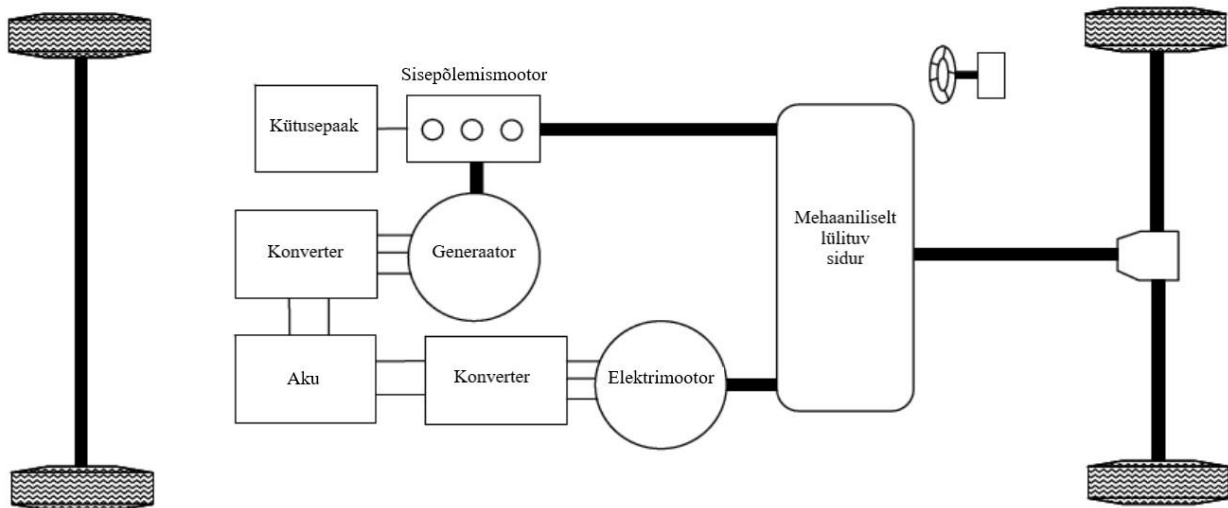 Sisepõlemismootor
Kütusepaak
Konverter
Generaator
Mehaaniliselt
lülituv
sidur
Aku
Konverter
Elektrimootor